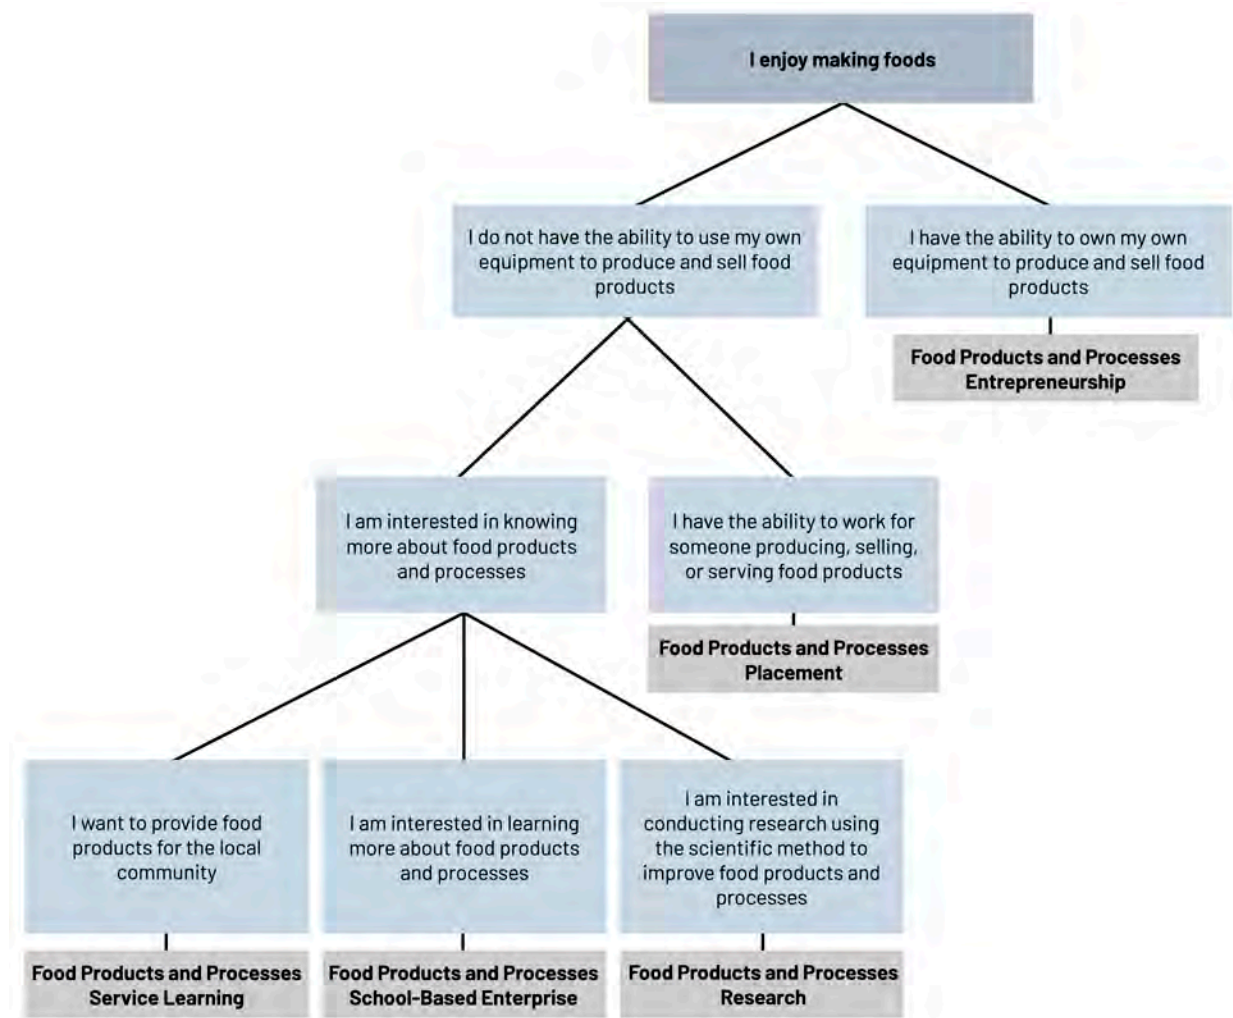 I enjoy making foods
I do not have the ability to use my own
equipment to produce and sell food
products
I have the ability to own my own
equipment to produce and sell food
products
Food Products and Processes
Entrepreneurship
I am interested in knowing
more about food products
and processes
I have the ability to work for
someone producing, selling,
or serving food products
Food Products and Processes
Placement
I want to provide food
products for the local
community
I am interested in learning
more about food products
and processes
I am interested in
conducting research using
the scientific method to
improve food products and
processes
Food Products and Processes
Service Learning
Food Products and Processes
School-Based Enterprise
Food Products and Processes
Research